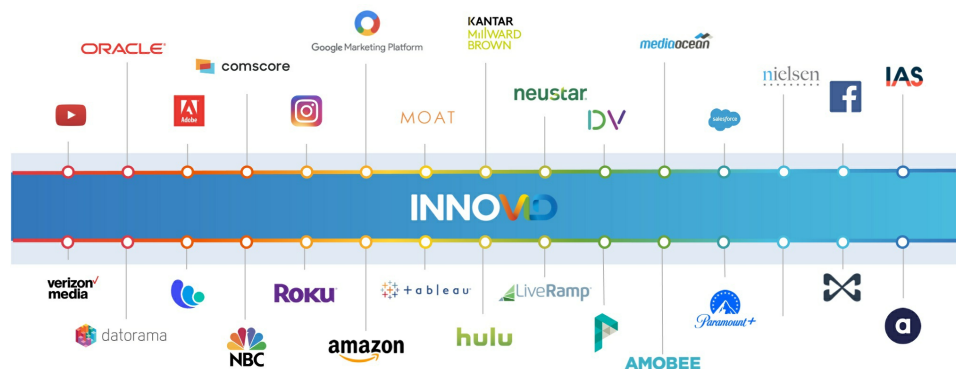 ORACLE
Google Marketing Platform
KANTAR
MILLWARD
BROWN
mediaocean
comscore
nielsen
IAS
Adobe
neustar
MOAT
DV
salesforce
INNOVID
verizon
media
Roku
+ a b l e a u
LiveRamp
Paramount+
datorama
NBC
amazon
hulu
AMOBEE
a